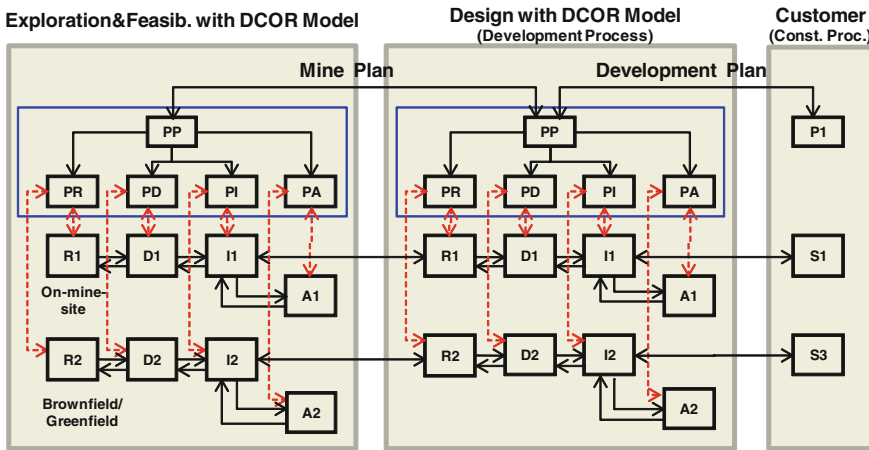 Exploration&Feasib. with DCOR Model
Design with DCOR Model
(Development Process)
Customer
(Const. Proc.)
Mine Plan
Development Plan
PP
PP
P1
PR
PD
PI
PA
PR
PD
PI
PA
R1
D1
I1
R1
D1
I1
S1
On-mine-
site
A1
A1
R2
D2
I2
R2
D2
I2
S3
Brownfield/
Greenfield
A2
A2